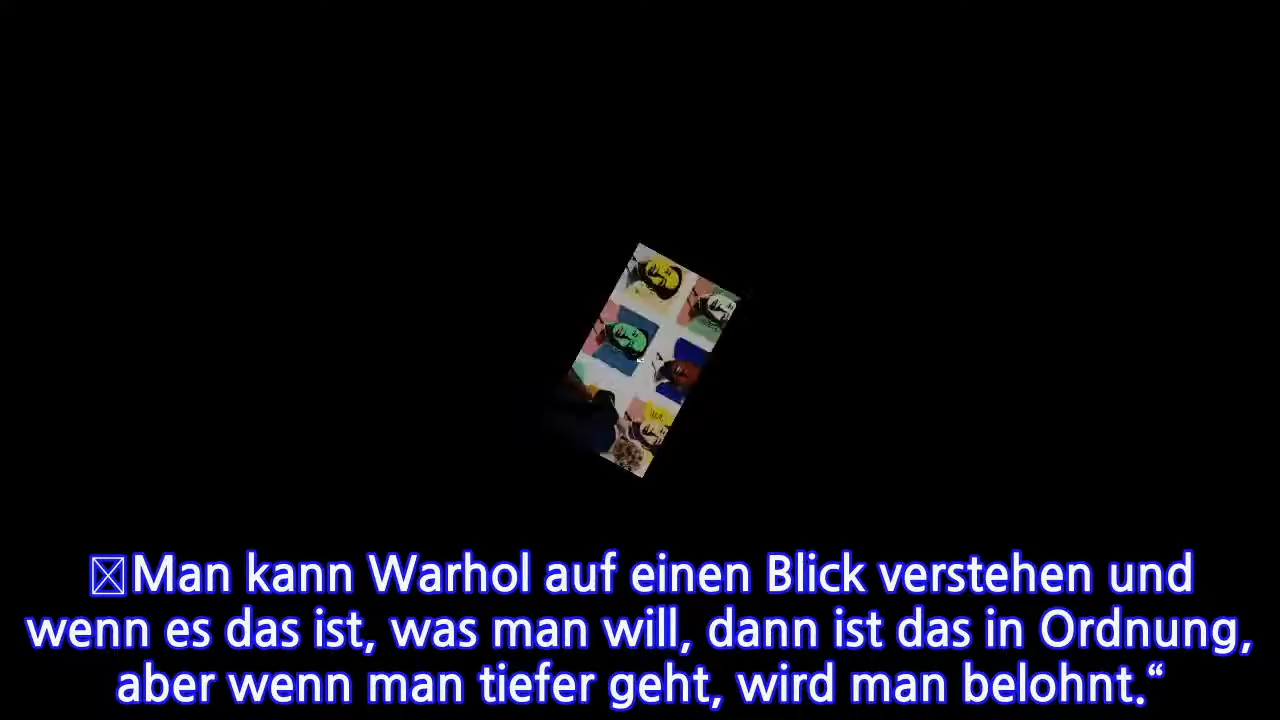 Man kann Warhol auf einen Blick verstehen und
wenn es das ist, was man will, dann ist das in Ordnung,
aber wenn man tiefer geht, wird man belohnt.“